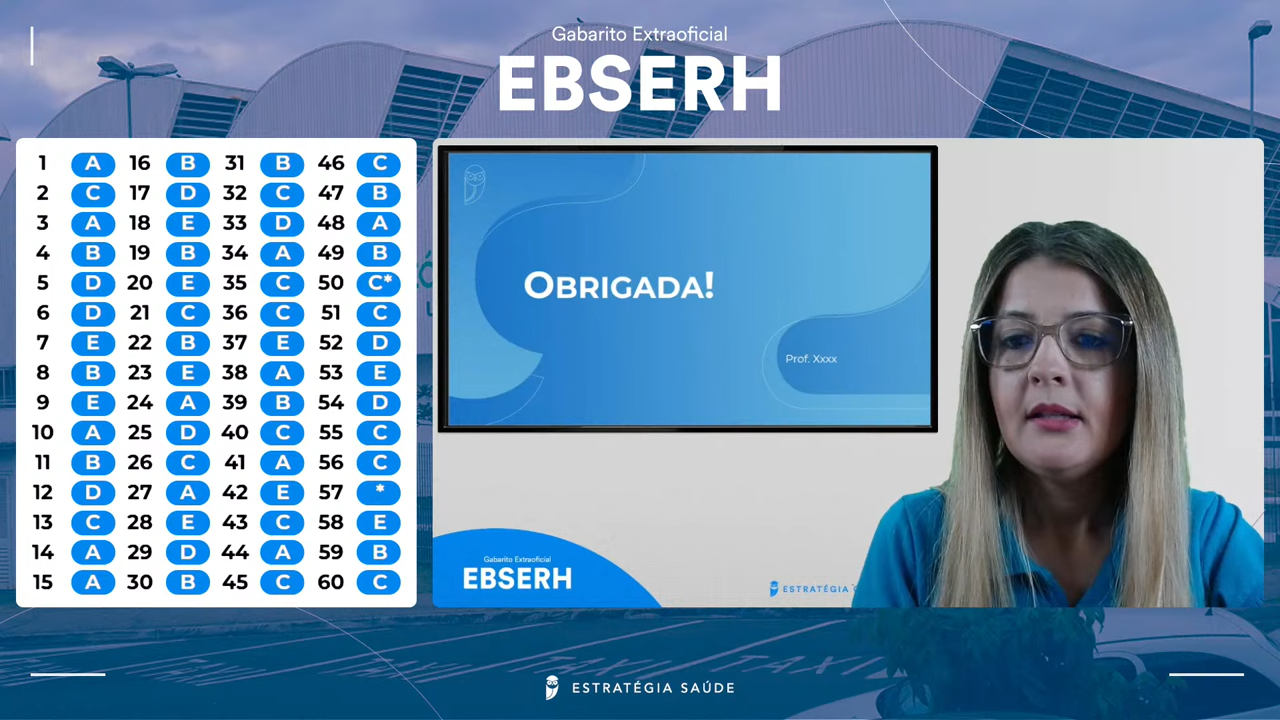 Gabarito Extraoficial
EBSERH
1 A 16 B 31 B 46 C
2 C 17 D 32 C 47 B
3 A 18 E 33 D 48 A
4 B 19 B 34 A 49 B
5 D 20 E 35 C 50 C*
6 D 21 C 36 C 51 C
7 E 22 B 37 E 52 D
8 B 23 E 38 A 53 E
9 E 24 A 39 B 54 D
10 A 25 D 40 C 55 C
11 B 26 C 41 A 56 C
12 D 27 A 42 E 57 *
13 C 28 E 43 C 58 E
14 A 29 D 44 A 59 B
15 A 30 B 45 C 60 C
OBRIGADA!
Prof. Xxxx
Gabarito Extraoficial
EBSERH
ESTRATÉGIA
ESTRATÉGIA SAÚDE